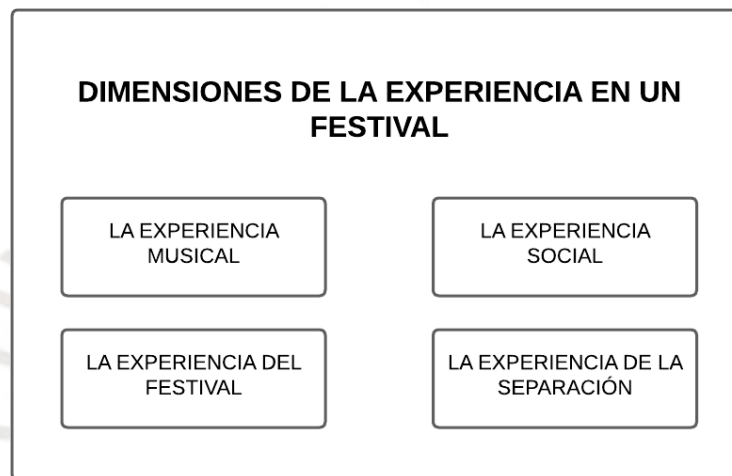 DIMENSIONES DE LA EXPERIENCIA EN UN
FESTIVAL
LA EXPERIENCIA
MUSICAL
LA EXPERIENCIA
SOCIAL
LA EXPERIENCIA DEL
FESTIVAL
LA EXPERIENCIA DE LA
SEPARACIÓN